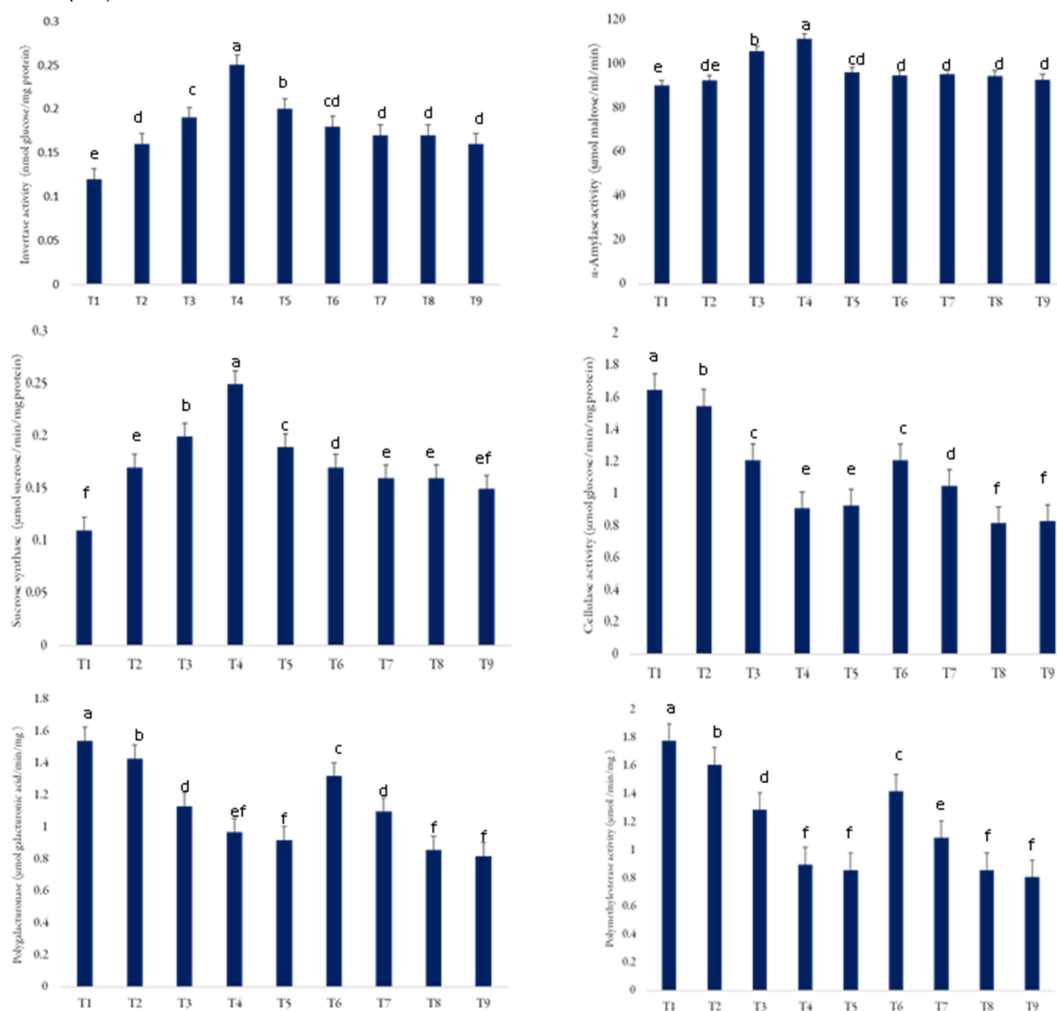 Invertase activity (nmol glucose/mg protein)
0.3
0.25
0.2
0.15
0.1
0.05
0
e
d
c
a
b
cd
d
d
d
T1 T2 T3 T4 T5 T6 T7 T8 T9
α-Amylase activity (µmol maltose/ml/min)
120
100
80
60
40
20
0
e
de
b
a
cd
d
d
d
d
T1 T2 T3 T4 T5 T6 T7 T8 T9
Sucrose synthase (µmol sucrose/min/mg protein)
0.3
0.25
0.2
0.15
0.1
0.05
0
f
e
b
a
c
d
e
e
ef
T1 T2 T3 T4 T5 T6 T7 T8 T9
Cellulase activity (µmol glucose/min/mg protein)
2
1.8
1.6
1.4
1.2
1
0.8
0.6
0.4
0.2
0
a
b
c
e
e
c
d
f
f
T1 T2 T3 T4 T5 T6 T7 T8 T9
Polygalacturonase (µmol galacturonic acid/min/mg )
1.8
1.6
1.4
1.2
1
0.8
0.6
0.4
0.2
0
a
b
d
ef
f
c
d
f
f
T1 T2 T3 T4 T5 T6 T7 T8 T9
Polymethylesterase activity (µmol /min/mg )
2
1.8
1.6
1.4
1.2
1
0.8
0.6
0.4
0.2
0
a
b
d
f
f
c
e
f
f
T1 T2 T3 T4 T5 T6 T7 T8 T9